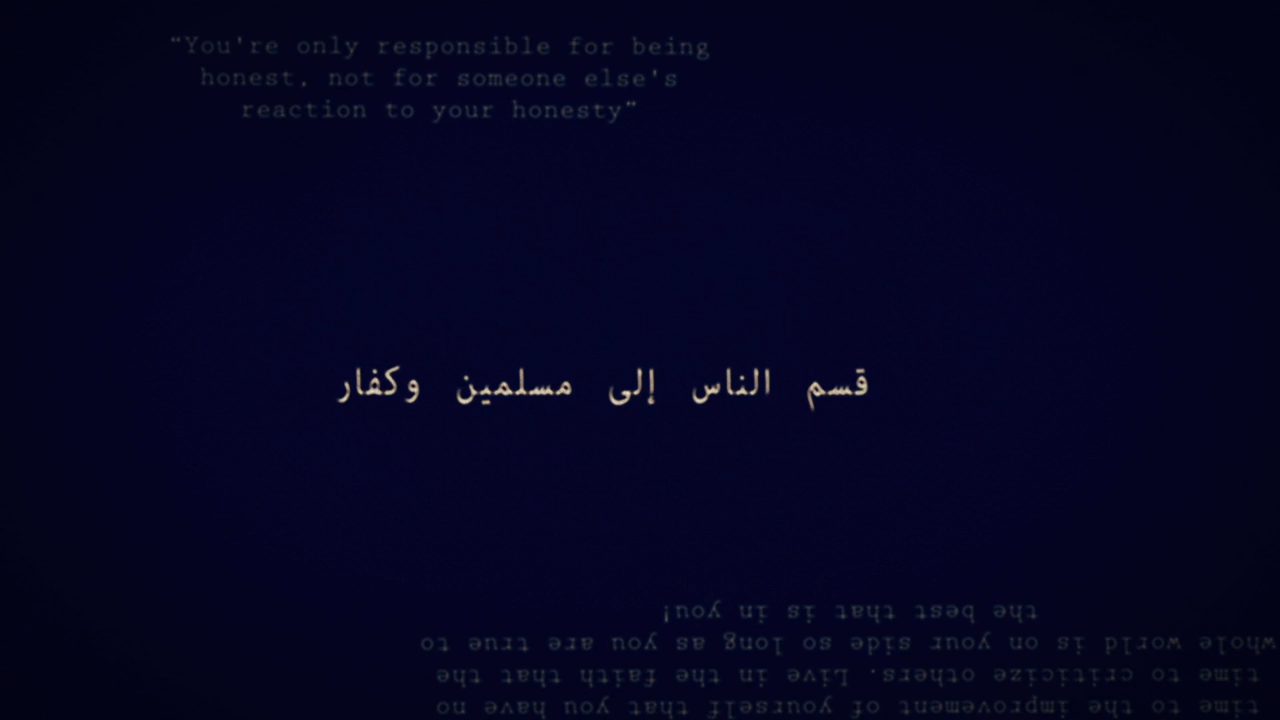 "You're only responsible for being
honest, not for someone else's
reaction to your honesty"
قسم الناس إلى مسلمين وكفار
time to the improvement of yourself that you have no
time to criticize others. Live in the faith that the
whole world is on your side so long as you are true to
the best that is in you!